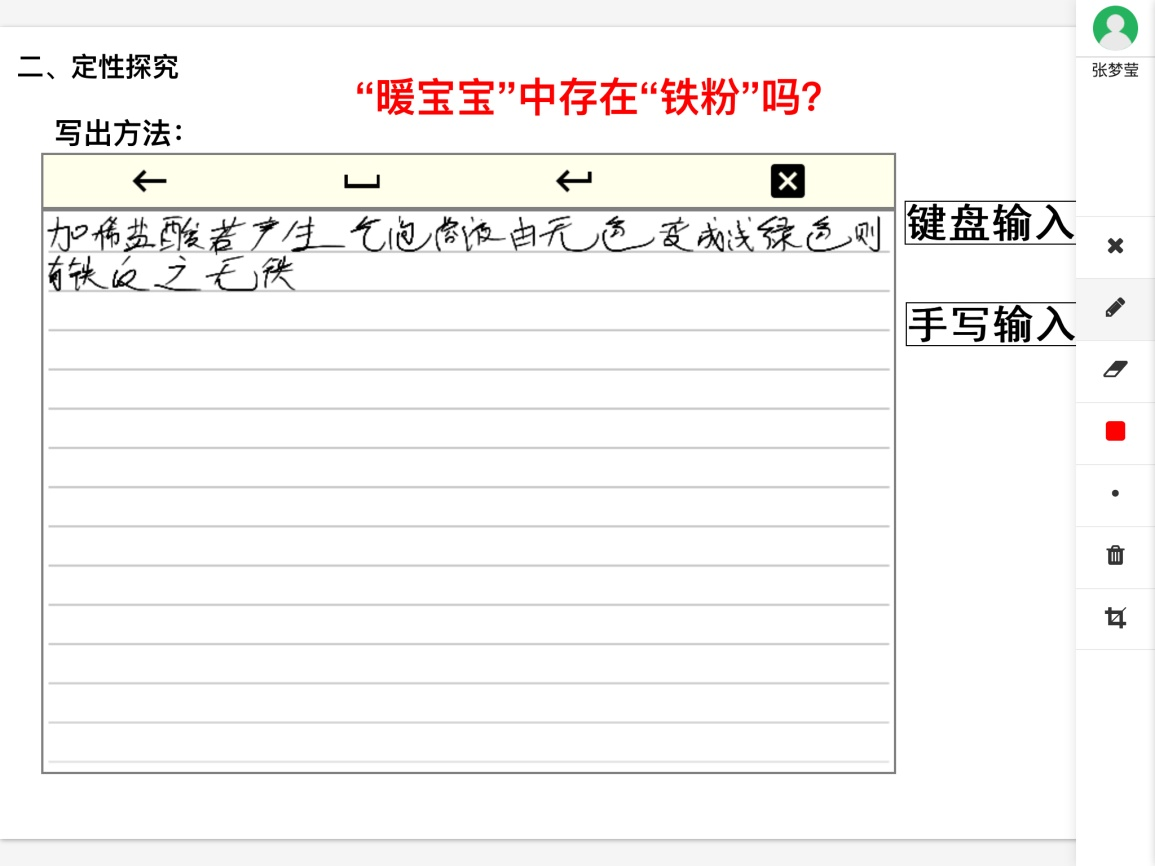 张梦莹
二、定性探究
“暖宝宝”中存在“铁粉”吗?
写出方法：
键盘输入
手写输入
加稀盐酸若产生气泡溶液由无色变成浅绿色则
有铁反之无铁